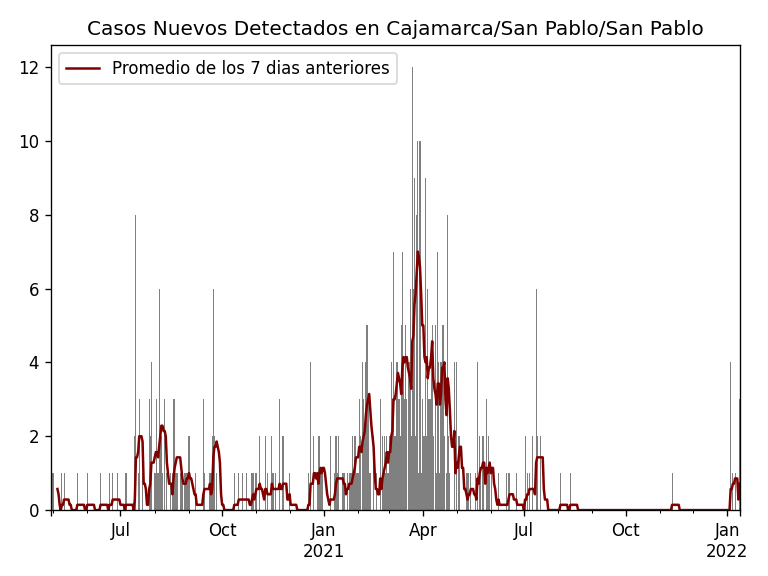 Casos Nuevos Detectados en Cajamarca/San Pablo/San Pablo
Promedio de los 7 dias anteriores
12
10
8
6
4
2
0
Jul Oct Jan Apr Jul Oct Jan
2021 2022